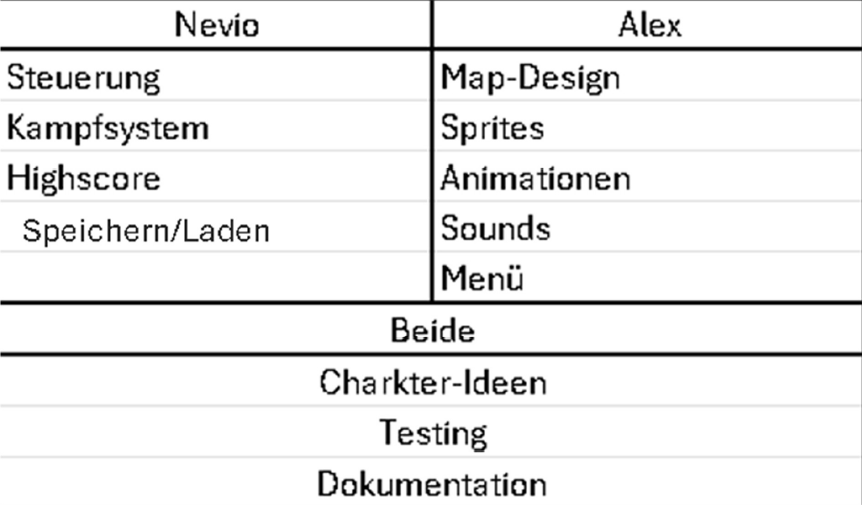 Nevio Alex
Steuerung Map-Design
Kampfsystem Sprites
Highscore Animationen
Speichern/Laden Sounds
Menü
Beide
Charkter-Ideen
Testing
Dokumentation